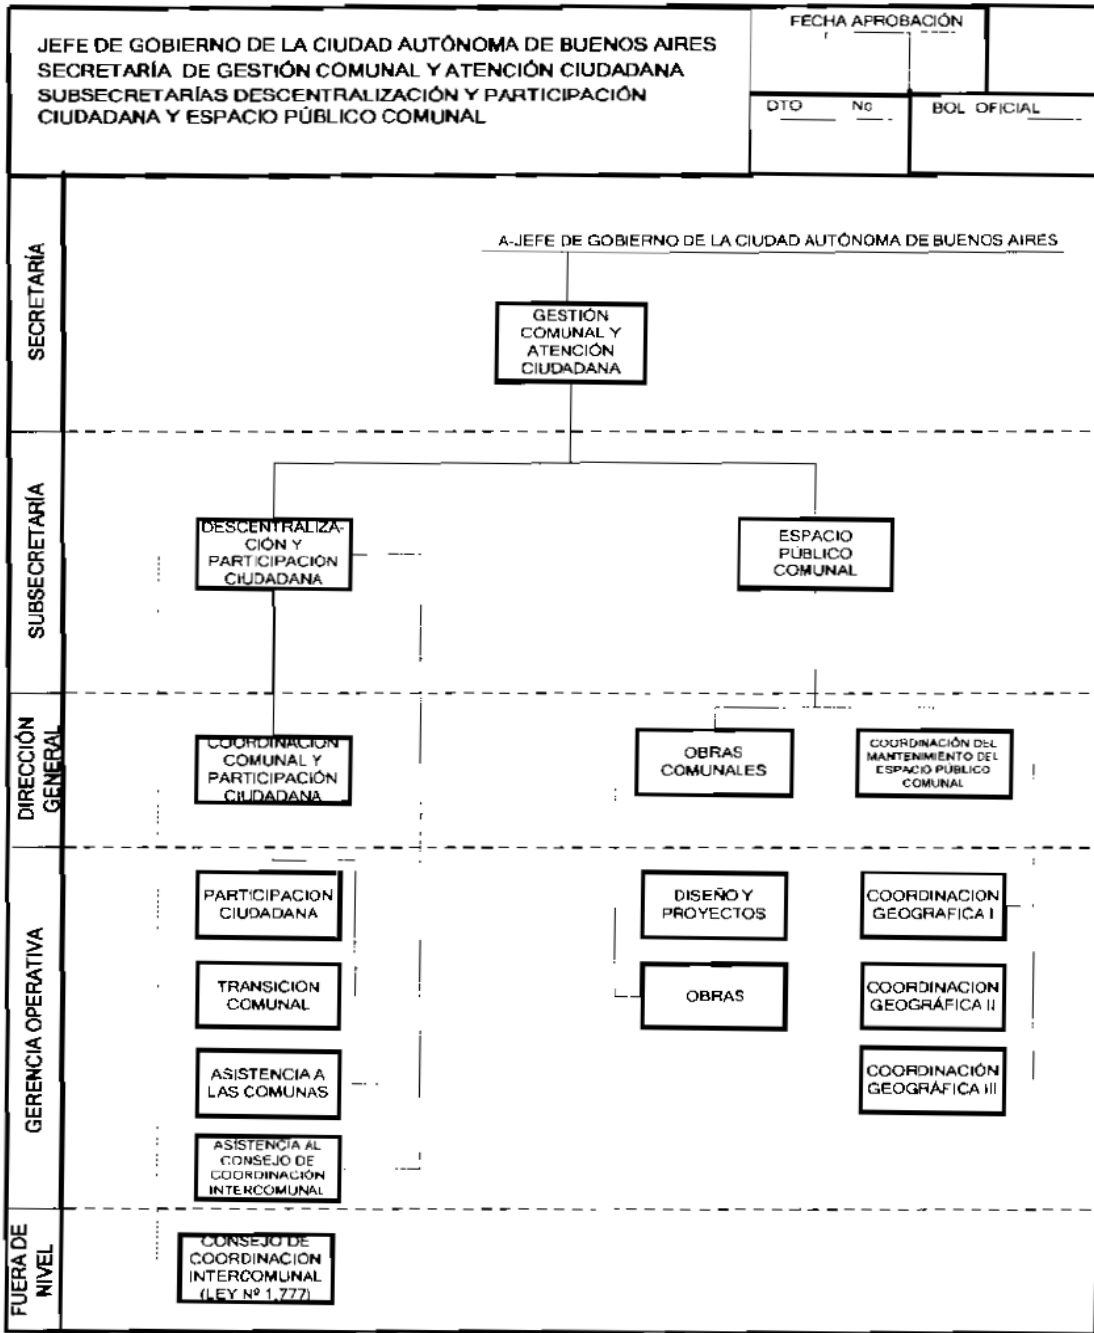 JEFE DE GOBIERNO DE LA CIUDAD AUTÓNOMA DE BUENOS AIRES
SECRETARÍA DE GESTIÓN COMUNAL Y ATENCIÓN CIUDADANA
SUBSECRETARÍAS DESCENTRALIZACIÓN Y PARTICIPACIÓN
CIUDADANA Y ESPACIO PÚBLICO COMUNAL
FECHA APROBACIÓN
DTO No
BOL OFICIAL
SECRETARÍA
A-JEFE DE GOBIERNO DE LA CIUDAD AUTÓNOMA DE BUENOS AIRES
GESTIÓN
COMUNAL Y
ATENCIÓN
CIUDADANA
SUBSECRETARÍA
DESCENTRALIZA-
CIÓN Y
PARTICIPACIÓN
CIUDADANA
ESPACIO
PÚBLICO
COMUNAL
DIRECCIÓN
GENERAL
COORDINACION
COMUNAL Y
PARTICIPACIÓN
CIUDADANA
OBRAS
COMUNALES
COORDINACIÓN DEL
MANTENIMIENTO DEL
ESPACIO PÚBLICO
COMUNAL
GERENCIA OPERATIVA
PARTICIPACION
CIUDADANA
DISEÑO Y
PROYECTOS
COORDINACION
GEOGRAFICA I
TRANSICION
COMUNAL
OBRAS
COORDINACION
GEOGRÁFICA II
ASISTENCIA A
LAS COMUNAS
COORDINACIÓN
GEOGRÁFICA III
ASISTENCIA AL
CONSEJO DE
COORDINACIÓN
INTERCOMUNAL
FUERA DE
NIVEL
CONSEJO DE
COORDINACION
INTERCOMUNAL
(LEY Nº 1.777)